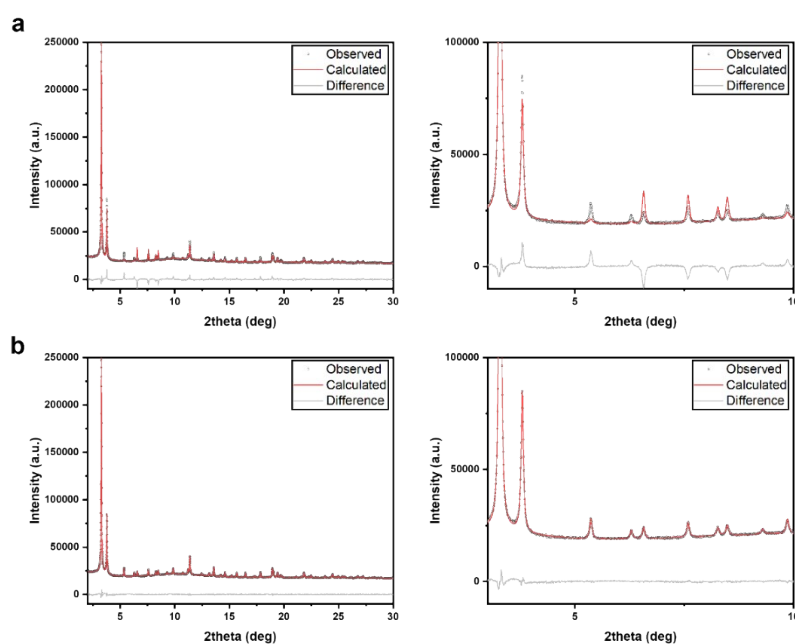 a
250000
200000
150000
100000
50000
0
Intensity (a.u.)
Observed
Calculated
Difference
5
10
15
20
25
30
2theta (deg)
100000
50000
0
Intensity (a.u.)
Observed
Calculated
Difference
5
10
2theta (deg)
b
250000
200000
150000
100000
50000
0
Intensity (a.u.)
Observed
Calculated
Difference
5
10
15
20
25
30
2theta (deg)
100000
50000
0
Intensity (a.u.)
Observed
Calculated
Difference
5
10
2theta (deg)